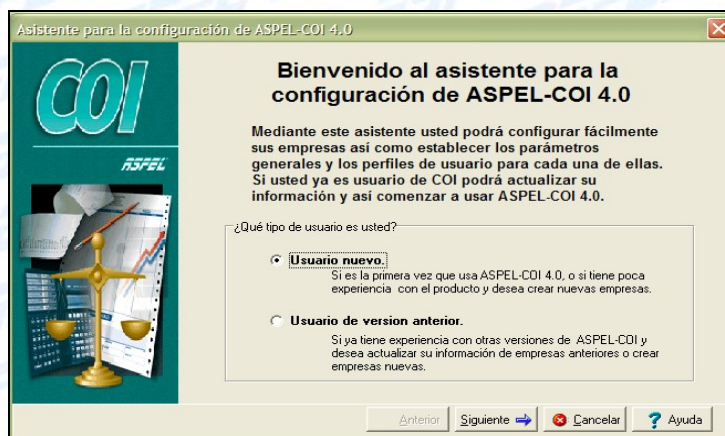 Asistente para la configuración de ASPEL-COI 4.0
COI
ASPEL
Bienvenido al asistente para la
configuración de ASPEL-COI 4.0
Mediante este asistente usted podrá configurar fácilmente
sus empresas así como establecer los parámetros
generales y los perfiles de usuario para cada una de ellas.
Si usted ya es usuario de COI podrá actualizar su
información y así comenzar a usar ASPEL-COI 4.0.
¿Qué tipo de usuario es usted?
Usuario nuevo.
Si es la primera vez que usa ASPEL-COI 4.0, o si tiene poca
experiencia con el producto y desea crear nuevas empresas.
Usuario de version anterior.
Si ya tiene experiencia con otras versiones de ASPEL-COI y
desea actualizar su información de empresas anteriores o crear
empresas nuevas.
Anterior Siguiente Cancelar Ayuda